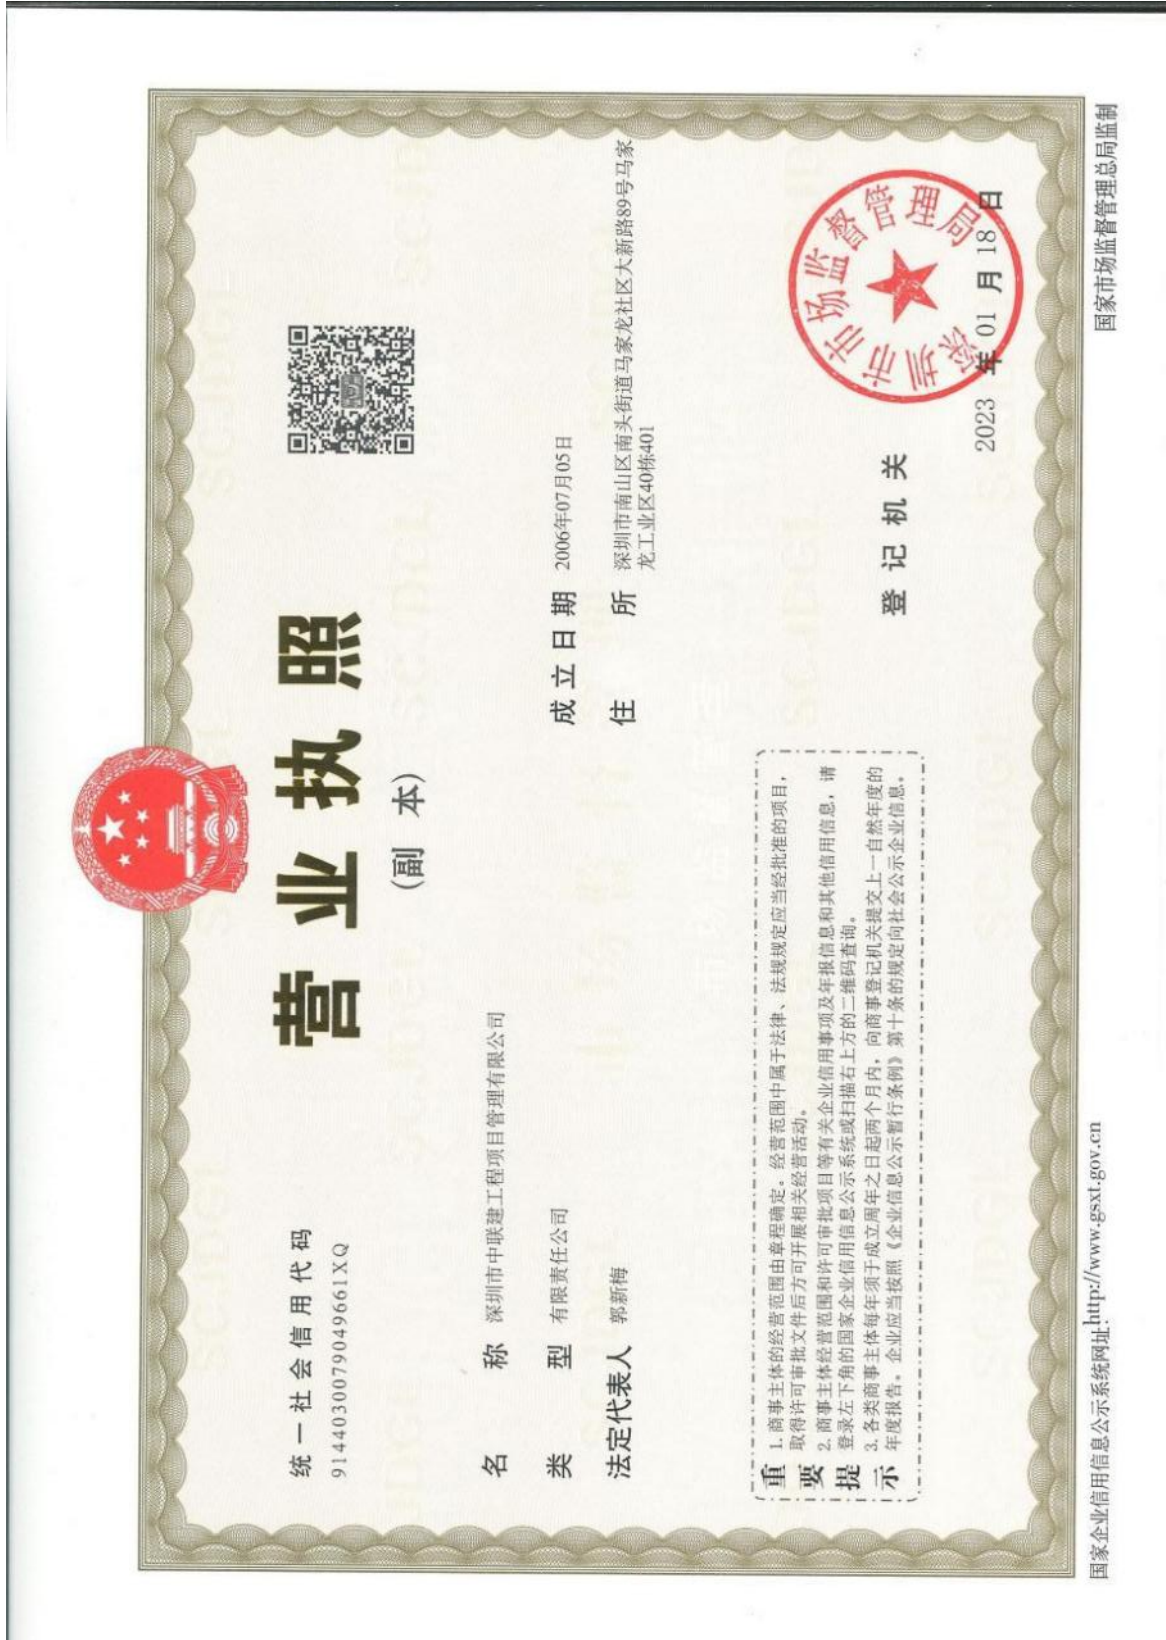 营业执照
(副 本)
统一社会信用代码
91440300790496661XQ
名 称 深圳市中联建工程项目管理有限公司
类 型 有限责任公司
法定代表人 郭新梅
成立日期 2006年07月05日
住 所 深圳市南山区南头街道马家龙社区大新路89号马家
龙工业区40栋401
重要提示
1.商事主体的经营范围由章程确定。经营范围中属于法律、法规规定应当经批准的项目，
取得许可审批文件后方可开展相关经营活动。
2.商事主体经营范围和许可审批项目等有关企业信用事项及年报信息和其他信用信息，请
登录左下角的国家企业信用信息公示系统或扫描右上方的二维码查询。
3.各类商事主体每年须于成立周年之日起两个月内，向商事登记机关提交上一自然年度的
年度报告。企业应当按照《企业信息公示暂行条例》第十条的规定向社会公示企业信息。
登记机关
深圳市市场监督管理局
2023 年 01 月 18 日
国家企业信用信息公示系统网址:http://www.gsxt.gov.cn
国家市场监督管理总局监制